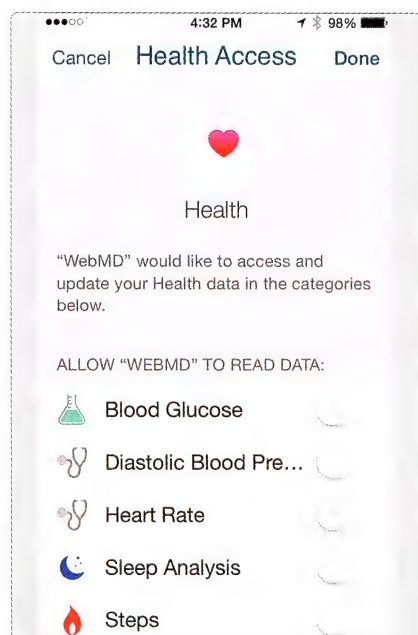 4:32 PM 98%
Cancel Health Access Done
Health
“WebMD” would like to access and
update your Health data in the categories
below.
ALLOW “WEBMD” TO READ DATA:
Blood Glucose
Diastolic Blood Pre...
Heart Rate
Sleep Analysis
Steps